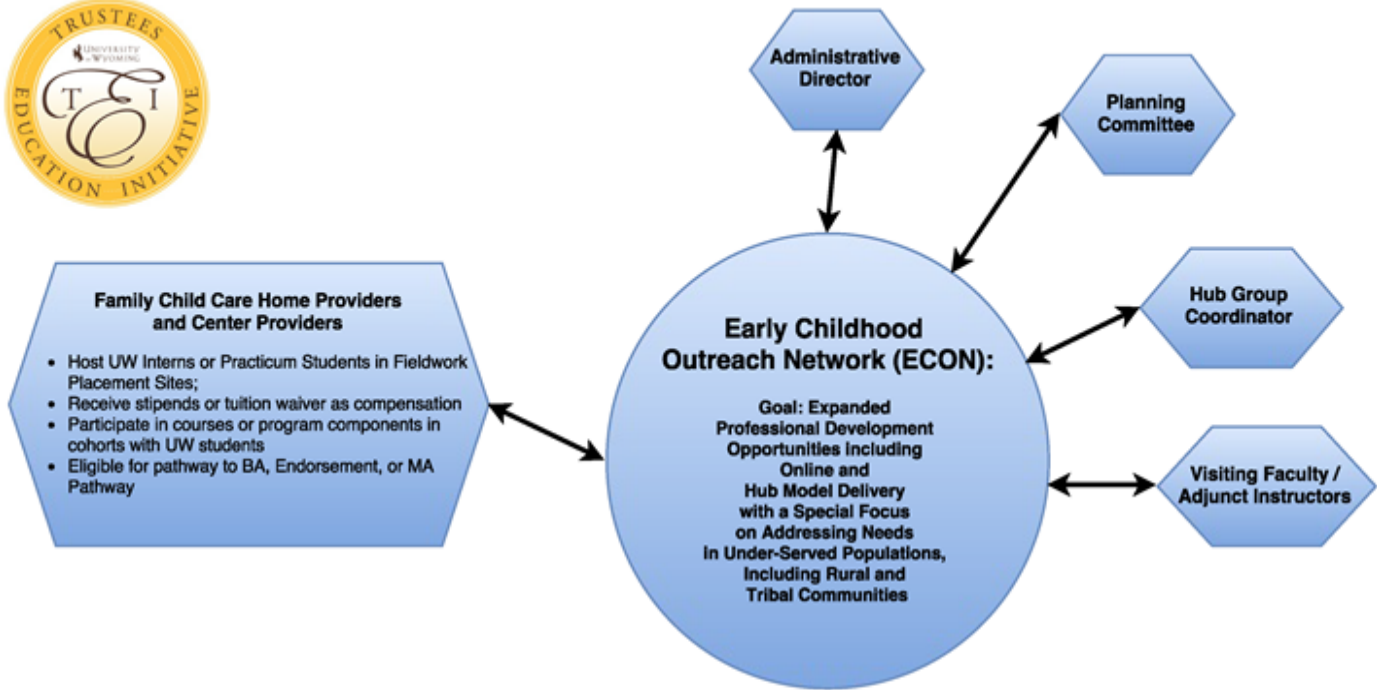 TRUSTEES
UNIVERSITY
OF WYOMING
T E I
EDUCATION INITIATIVE
Administrative
Director
Planning
Committee
Hub Group
Coordinator
Visiting Faculty /
Adjunct Instructors
Family Child Care Home Providers
and Center Providers
• Host UW Interns or Practicum Students in Fieldwork
Placement Sites;
• Receive stipends or tuition waiver as compensation
• Participate in courses or program components in
cohorts with UW students
• Eligible for pathway to BA, Endorsement, or MA
Pathway
Early Childhood
Outreach Network (ECON):
Goal: Expanded
Professional Development
Opportunities Including
Online and
Hub Model Delivery
with a Special Focus
on Addressing Needs
in Under-Served Populations,
Including Rural and
Tribal Communities